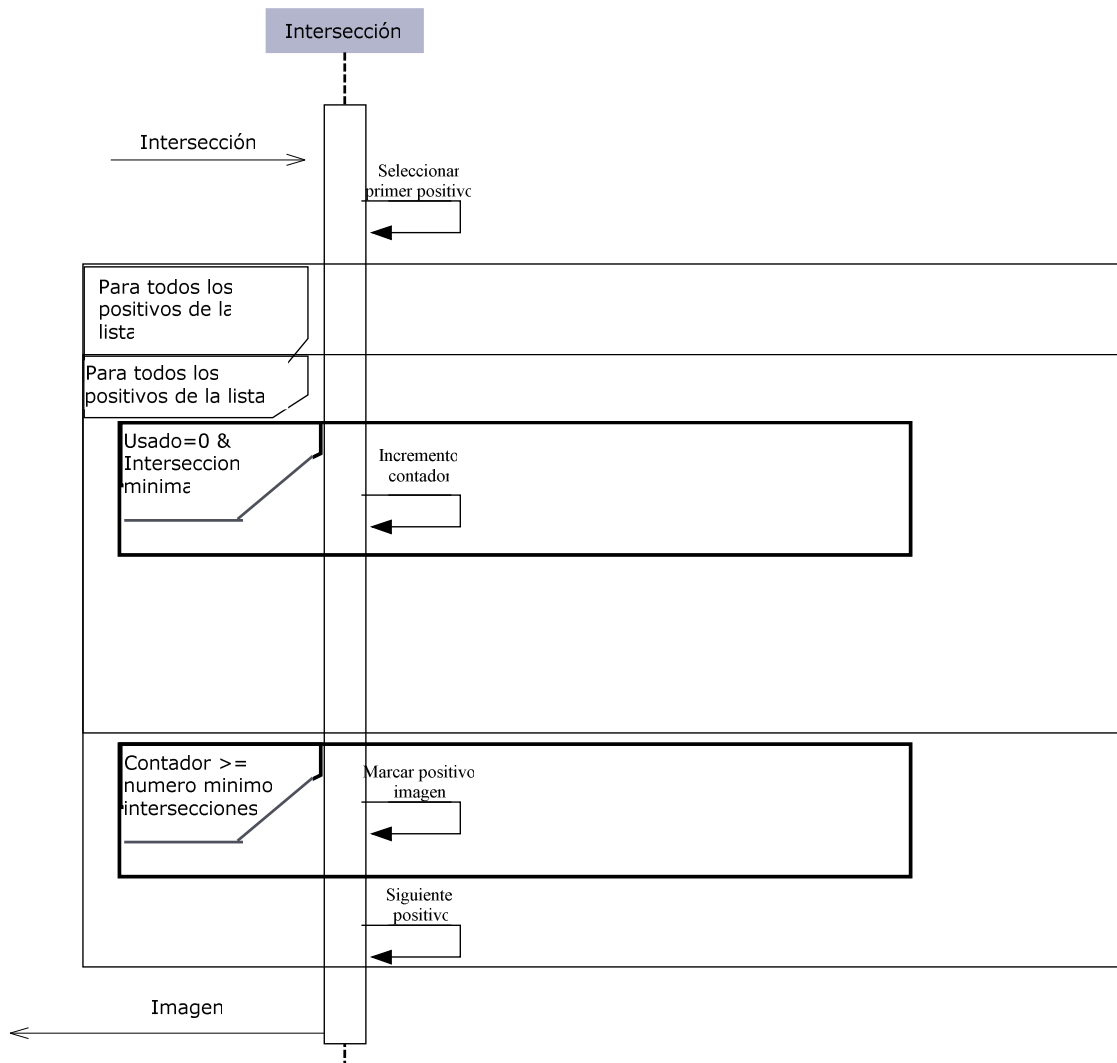 Intersección
Intersección
Seleccionar
primer positivo
Para todos los
positivos de la
lista
Para todos los
positivos de la lista
Usado=0 &
Interseccion
minima
Incremento
contador
Contador >=
numero minimo
intersecciones
Marcar positivo
imagen
Siguiente
positivo
Imagen